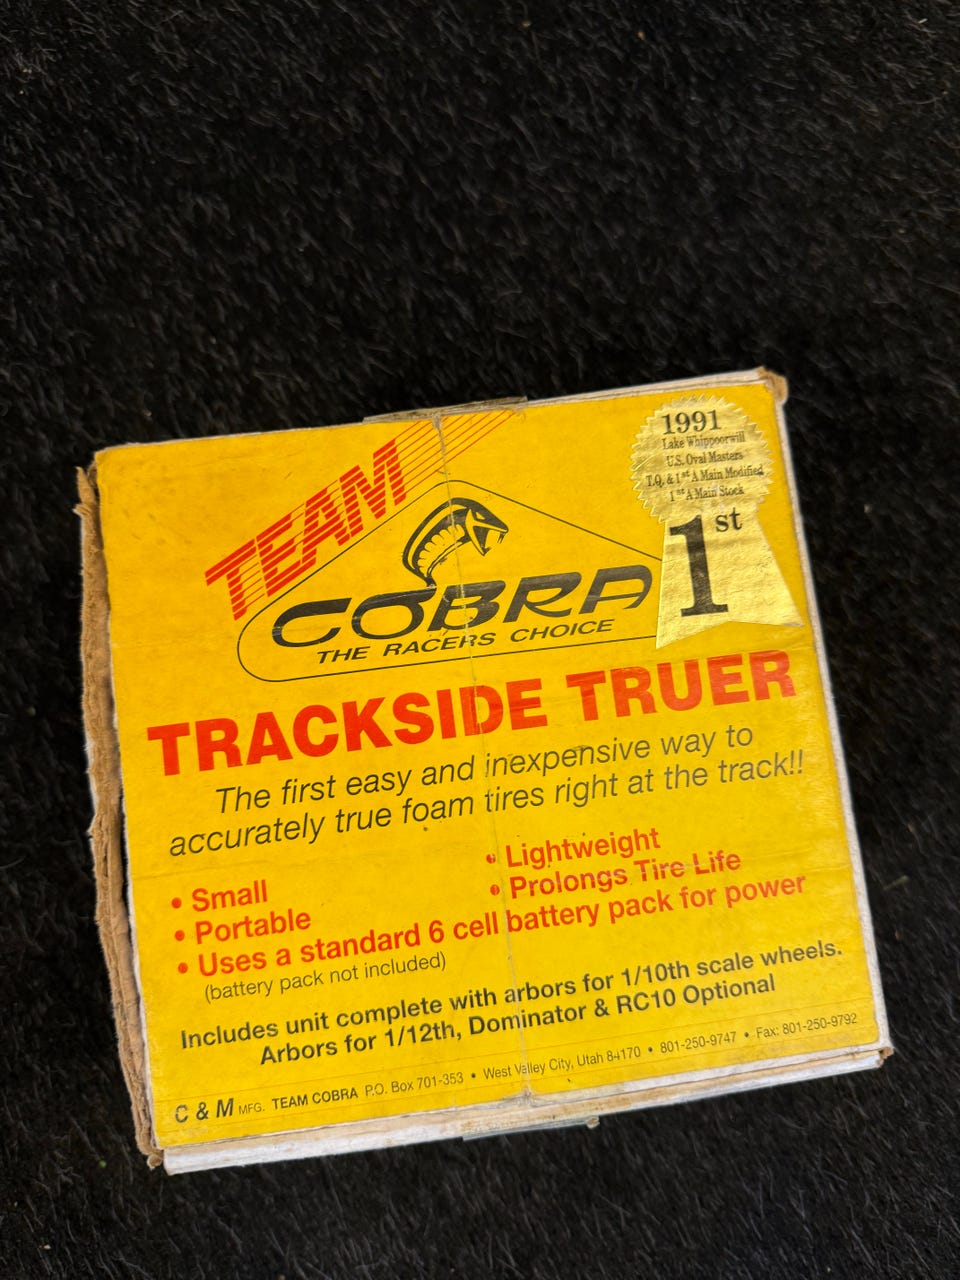 TEAM
COBRA
THE RACERS CHOICE
1991
Lake Whippoorwill
U.S. Oval Masters
T.Q. & 1st A Main Modified
1st A Main Stock
1st
TRACKSIDE TRUER
The first easy and inexpensive way to
accurately true foam tires right at the track!!
• Small
• Portable
• Lightweight
• Prolongs Tire Life
• Uses a standard 6 cell battery pack for power
(battery pack not included)
Includes unit complete with arbors for 1/10th scale wheels.
Arbors for 1/12th, Dominator & RC10 Optional
C & M MFG. TEAM COBRA P.O. Box 701-353 • West Valley City, Utah 84170 • 801-250-9747 • Fax: 801-250-9792